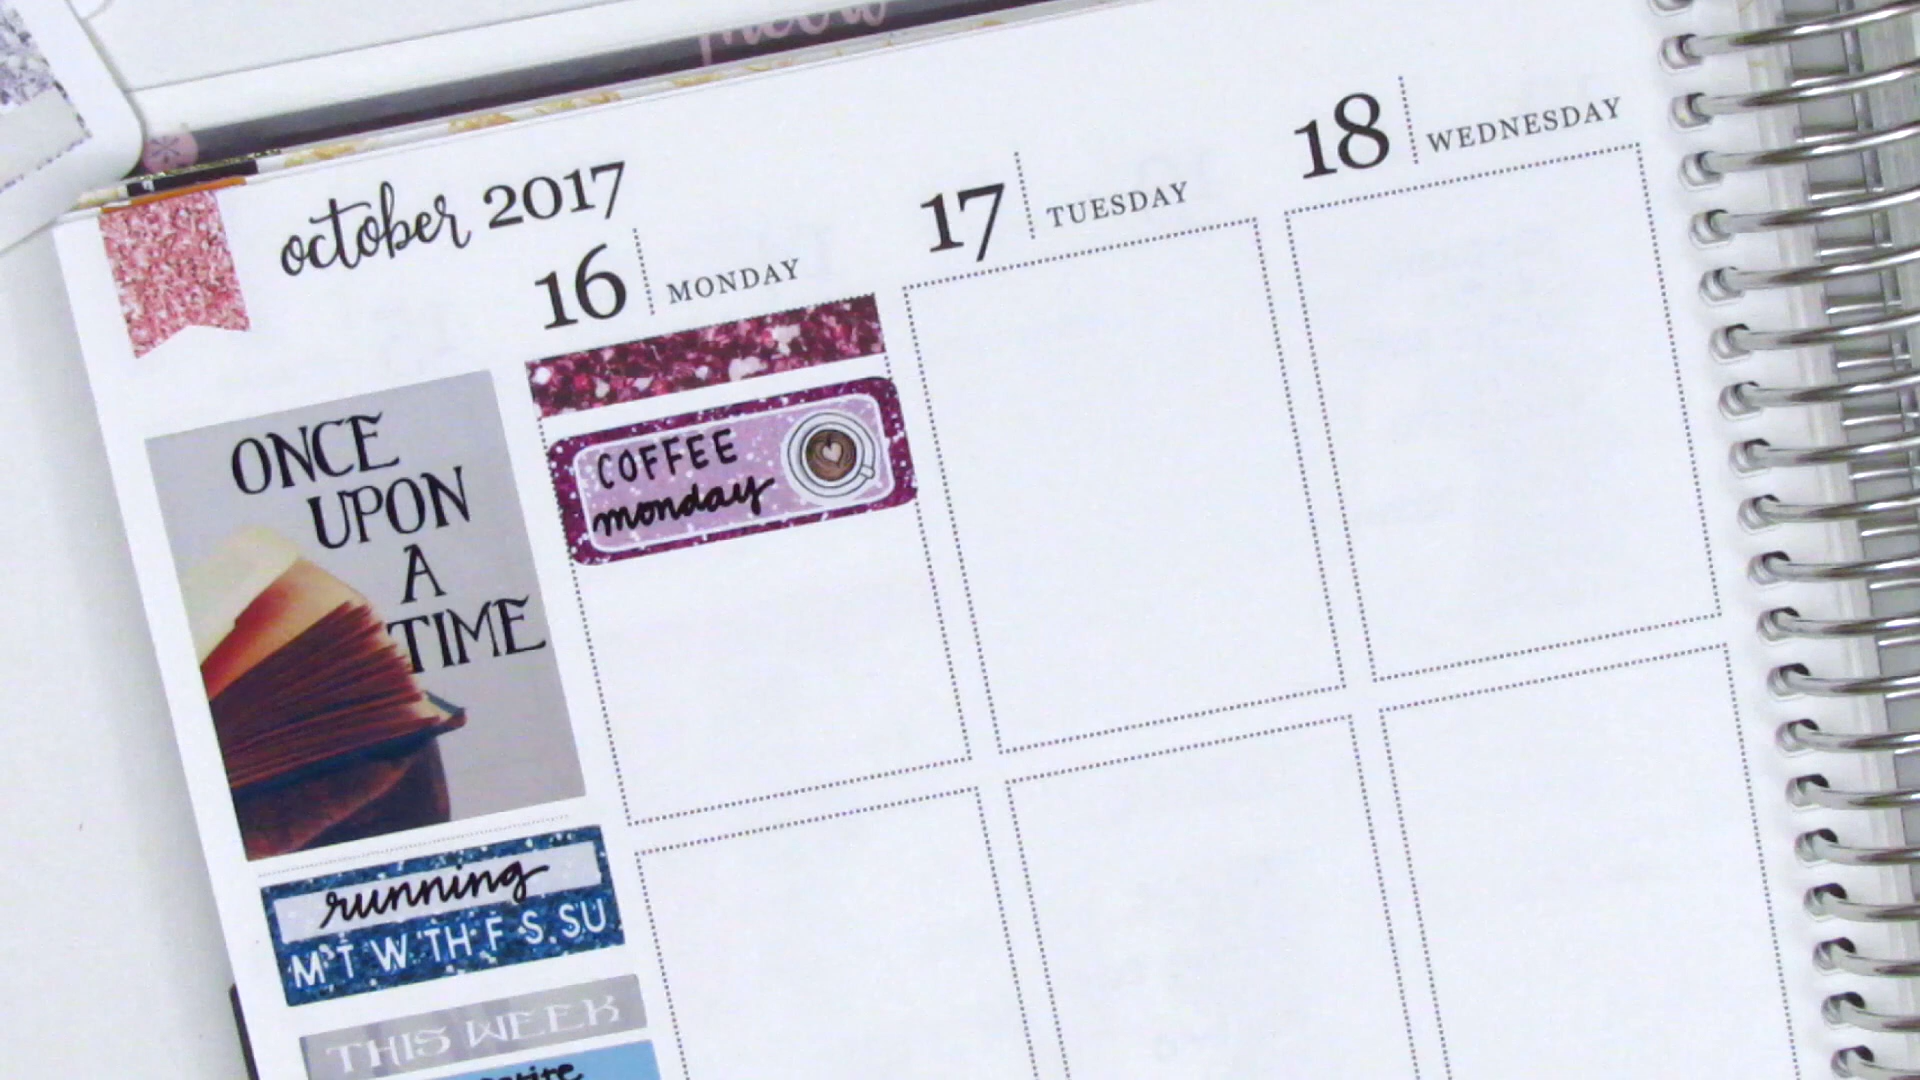 october 2017
16 MONDAY
17 TUESDAY
18 WEDNESDAY
ONCE
UPON
A
TIME
COFFEE
monday
running
M T W TH F S SU
THIS WEEK